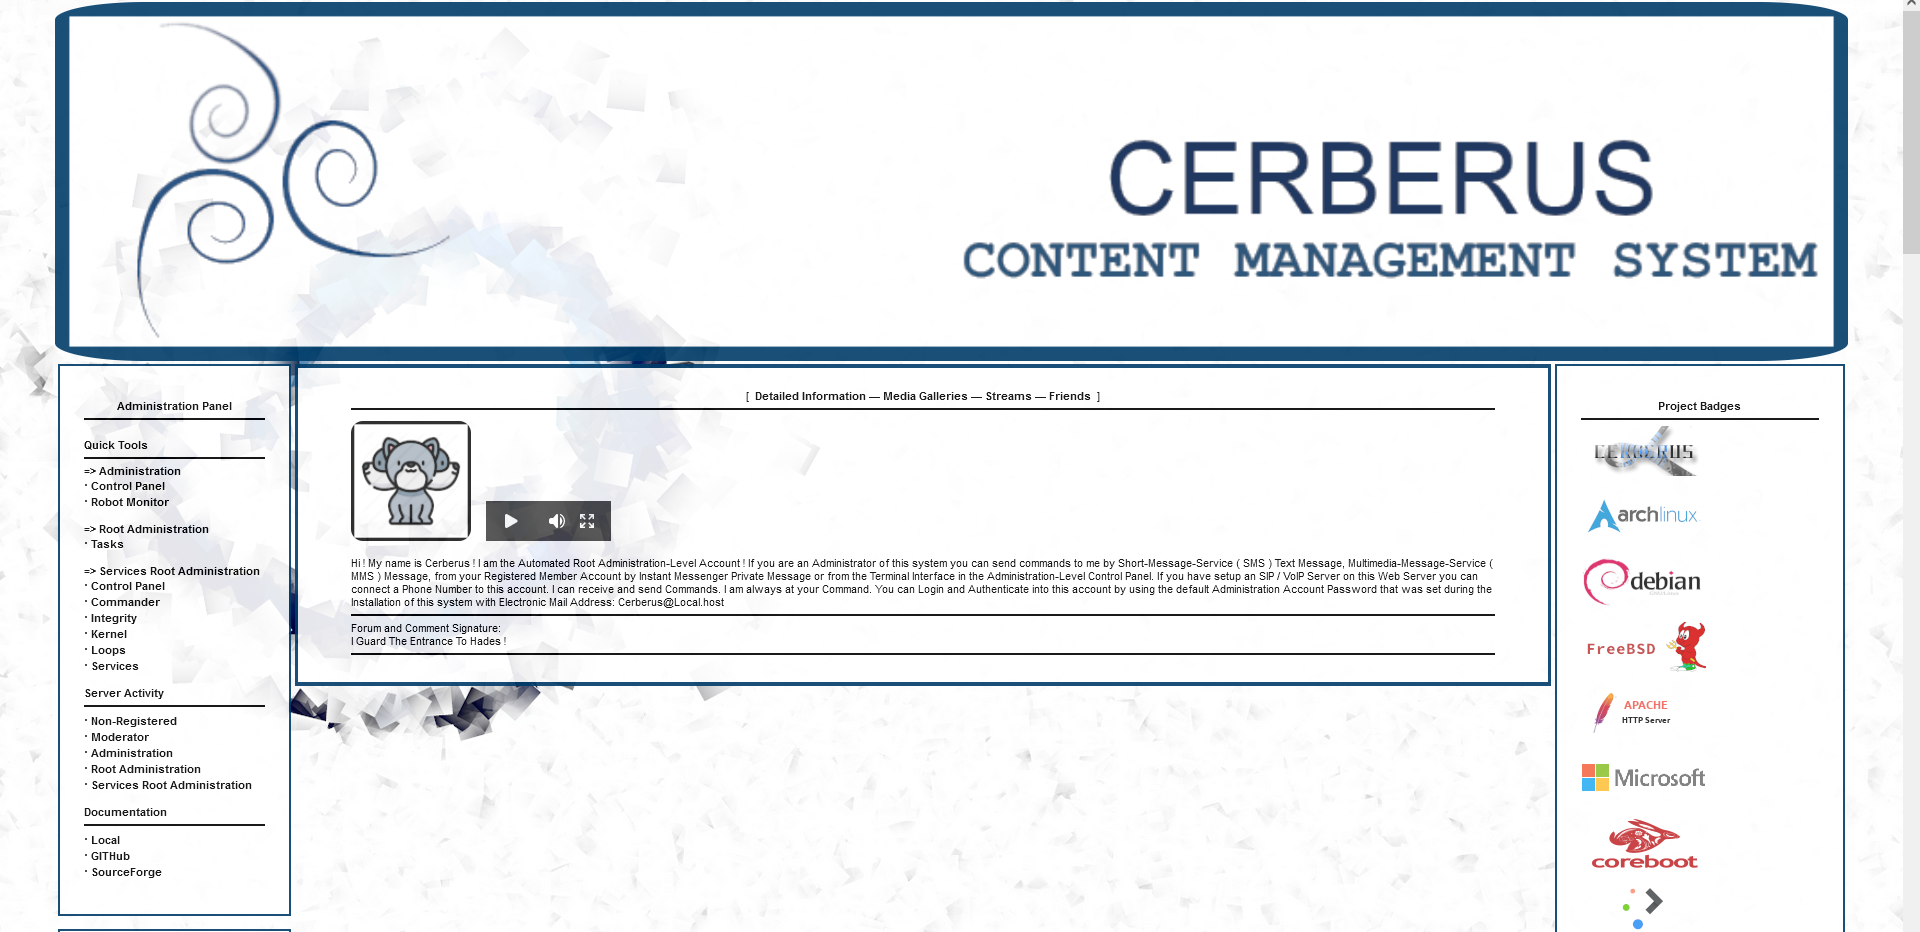 CERBERUS
CONTENT MANAGEMENT SYSTEM
Administration Panel
Quick Tools
=> Administration
· Control Panel
· Robot Monitor
=> Root Administration
· Tasks
=> Services Root Administration
· Control Panel
· Commander
· Integrity
· Kernel
· Loops
· Services
Server Activity
· Non-Registered
· Moderator
· Administration
· Root Administration
· Services Root Administration
Documentation
· Local
· GITHub
· SourceForge
[ Detailed Information — Media Galleries — Streams — Friends ]
Hi ! My name is Cerberus ! I am the Automated Root Administration-Level Account ! If you are an Administrator of this system you can send commands to me by Short-Message-Service ( SMS ) Text Message, Multimedia-Message-Service (
MMS ) Message, from your Registered Member Account by Instant Messenger Private Message or from the Terminal Interface in the Administration-Level Control Panel. If you have setup an SIP / VoIP Server on this Web Server you can
connect a Phone Number to this account. I can receive and send Commands. I am always at your Command. You can Login and Authenticate into this account by using the default Administration Account Password that was set during the
Installation of this system with Electronic Mail Address: Cerberus@Local.host
Forum and Comment Signature:
I Guard The Entrance To Hades !
Project Badges
CERBERUS
archlinux
debian
FreeBSD
APACHE
HTTP Server
Microsoft
coreboot